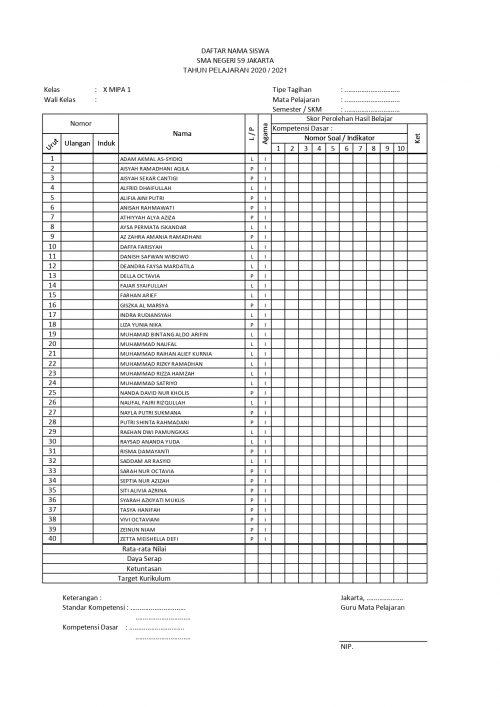 DAFTAR NAMA SISWA
SMA NEGERI 59 JAKARTA
TAHUN PELAJARAN 2020 / 2021
Kelas : X MIPA 1 Tipe Tagihan : ..............................
Wali Kelas : Mata Pelajaran : ..............................
Semester / SKM : ..............................
Nomor Nama L / P Agama Skor Perolehan Hasil Belajar
Kompetensi Dasar : Ket
Urut Ulangan Induk Nomor Soal / Indikator
1 2 3 4 5 6 7 8 9 10
1 ADAM AKMAL AS-SYIDIQ L I
2 AISYAH RAMADHANI AQILA P I
3 AISYAH SEKAR CANTIGI P I
4 ALFRID DHAIFULLAH L I
5 ALIFIA AINI PUTRI P I
6 ANISAH RAHMAWATI P I
7 ATHIYYAH ALYA AZIZA P I
8 AYSA PERMATA ISKANDAR L I
9 AZ ZAHRA AMANIA RAMADHANI P I
10 DAFFA FARISYAH L I
11 DANISH SAFWAN WIBOWO L I
12 DEANDRA FAYSA MARDATILA L I
13 DELLA OCTAVIA P I
14 FAJAR SYAIFULLAH L I
15 FARHAN ARIEF L I
16 GISZKA AL MARSYA P I
17 INDRA RUDIANSYAH L I
18 LIZA YUNIA NIKA P I
19 MUHAMAD BINTANG ALDO ARIFIN L I
20 MUHAMMAD NAUFAL L I
21 MUHAMMAD RAIHAN ALIEF KURNIA L I
22 MUHAMMAD RIZKY RAMADHAN L I
23 MUHAMMAD RIZZA HAMZAH L I
24 MUHAMMAD SATRIYO L I
25 NANDA DAVID NUR KHOLIS P I
26 NAUFAL FAJRI RIZQULLAH L I
27 NAYLA PUTRI SUKMANA P I
28 PUTRI SHINTA RAHMADANI P I
29 RAEHAN DWI PAMUNGKAS L I
30 RAYSAD ANANDA YUDA L I
31 RISMA DAMAYANTI P I
32 SADDAM AR RASYID L I
33 SARAH NUR OCTAVIA P I
34 SEPTIA NUR AZIZAH P I
35 SITI ALIVIA AZRINA P I
36 SYARAH AZKIYATI MUKLIS P I
37 TASYA HANIFAH P I
38 VIVI OCTAVIANI P I
39 ZEINUN NIAM P I
40 ZETTA MEISHELLA DEFI P I
Rata-rata Nilai
Daya Serap
Ketuntasan
Target Kurikulum
Keterangan : Jakarta, ....................
Standar Kompetensi : .............................. Guru Mata Pelajaran
..............................
Kompetensi Dasar : ..............................
..............................
NIP.